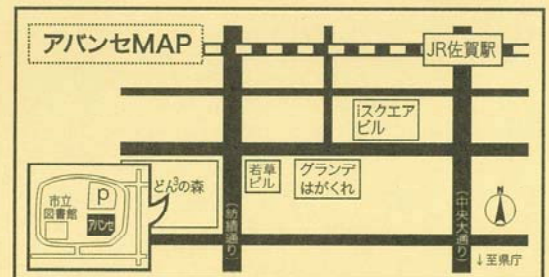 アバンセMAP
JR佐賀駅
iスクエア
ビル
どん3の森
若草
ビル
グランデ
はがくれ
市立
図書館
P
アバンセ
(紡績通り)
(中央大通り)
N
↓至県庁